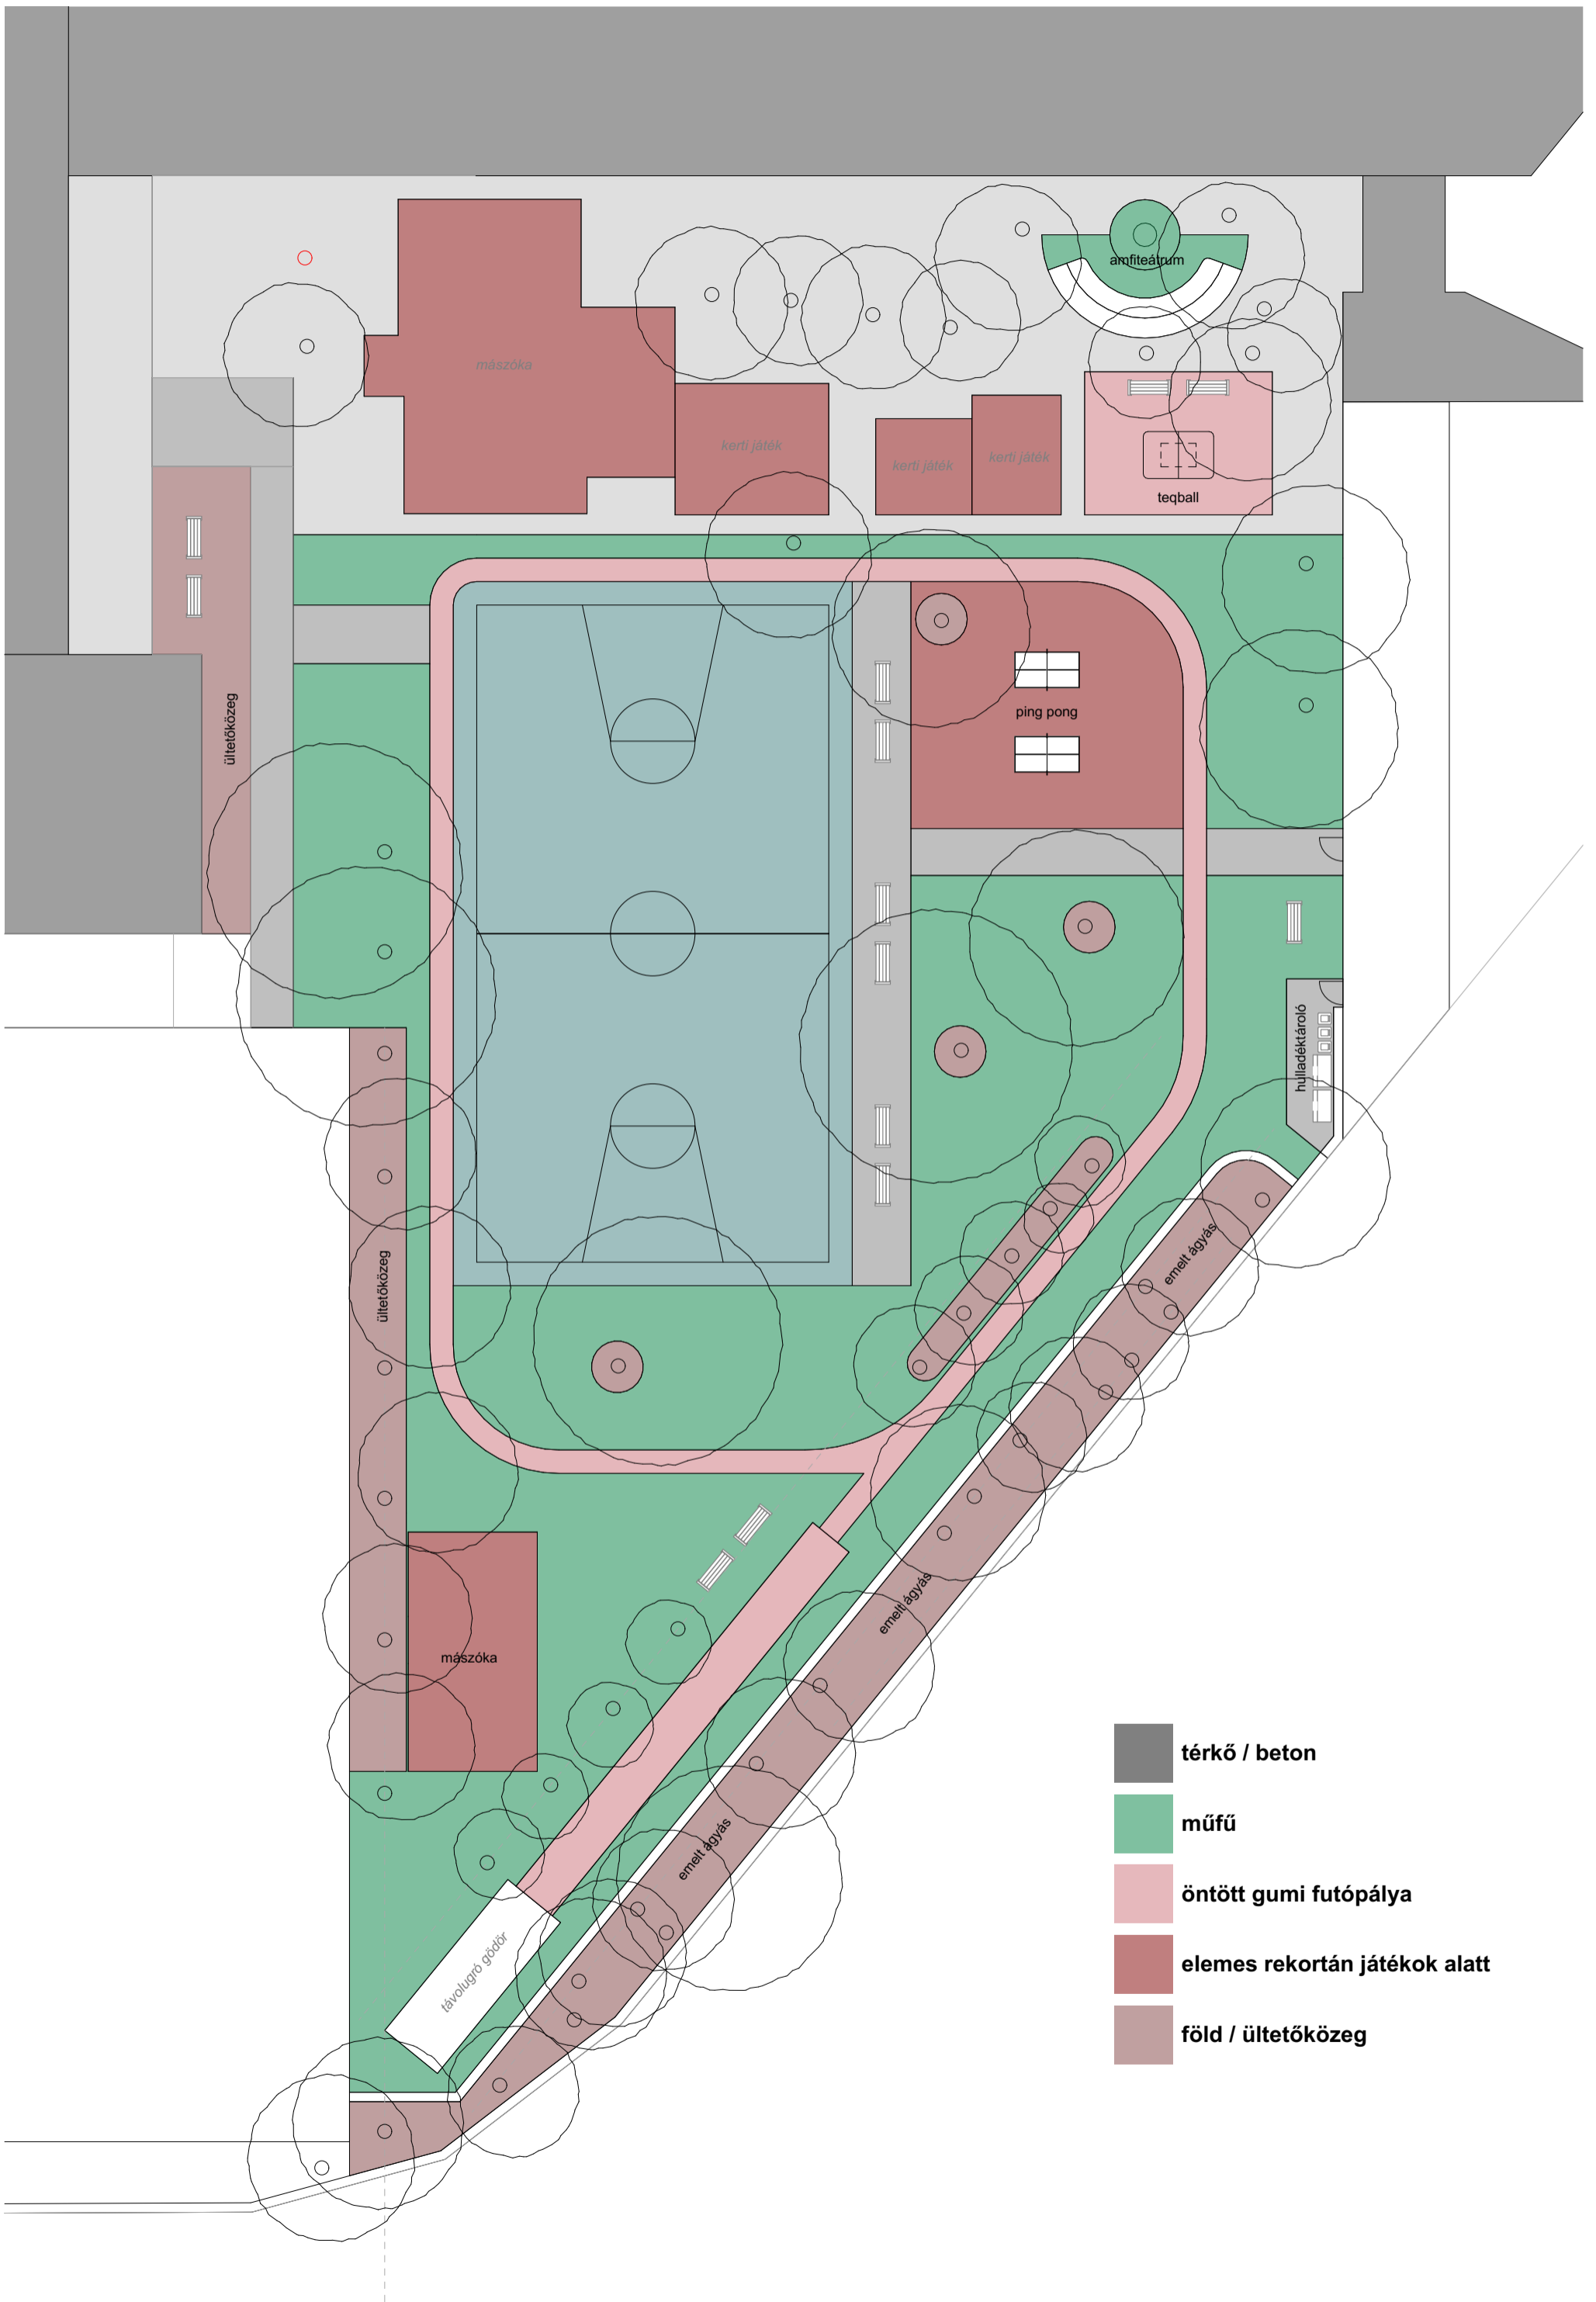 amfiteátrum
mászóka
kerti játék
kerti játék
kerti játék
teqball
ültetőközeg
ping pong
hulladéktároló
emelt ágyás
ültetőközeg
emelt ágyás
mászóka
emelt ágyás
távolugró gödör
térkő / beton
műfű
öntött gumi futópálya
elemes rekortán játékok alatt
föld / ültetőközeg